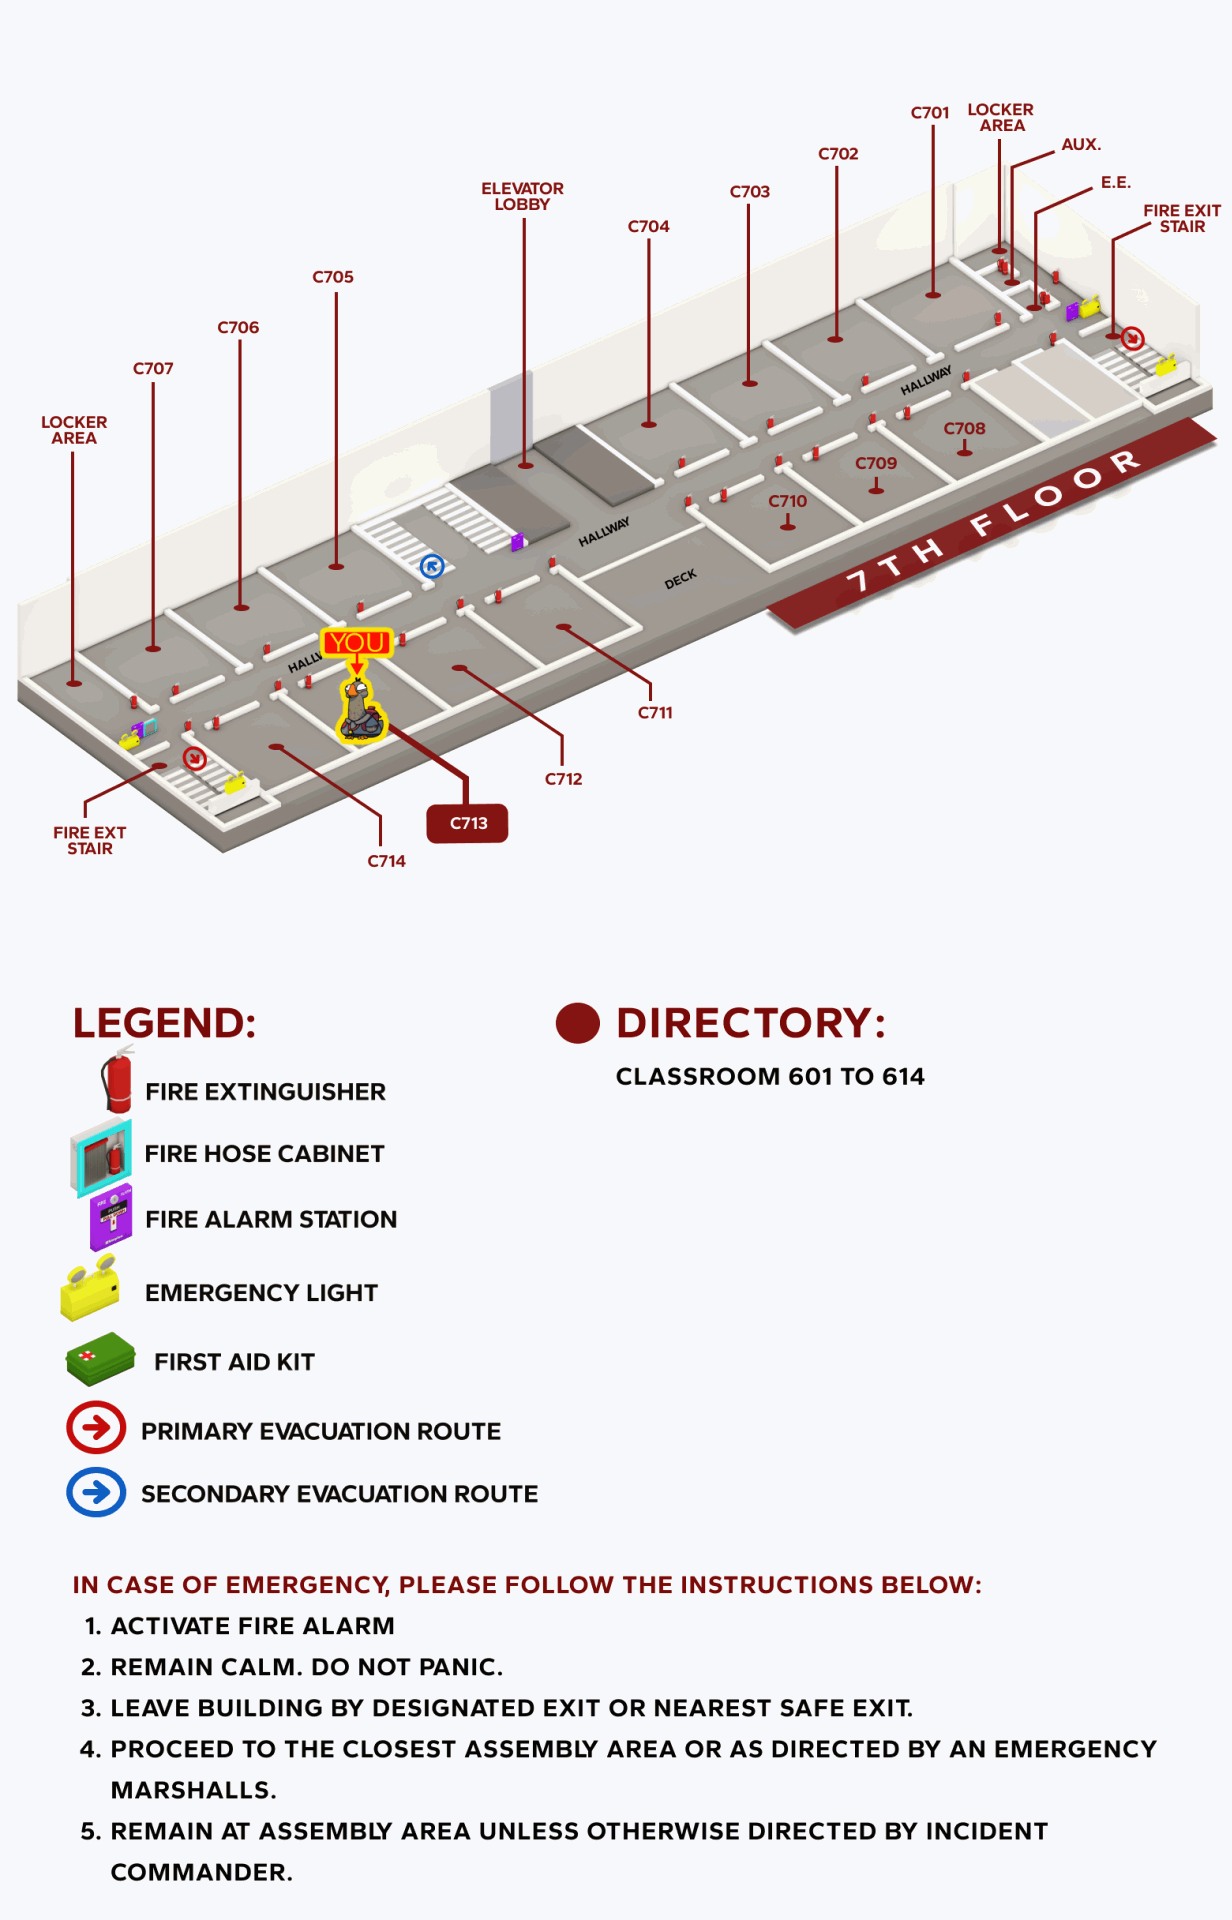 C701
LOCKER
AREA
C702
AUX.
C703
E.E.
ELEVATOR
LOBBY
FIRE EXIT
STAIR
C704
C705
C706
C707
LOCKER
AREA
HALLWAY
C708
C709
C710
7TH FLOOR
HALLWAY
DECK
YOU
C711
C712
C713
FIRE EXT
STAIR
C714
LEGEND:
FIRE EXTINGUISHER
FIRE HOSE CABINET
FIRE ALARM STATION
EMERGENCY LIGHT
FIRST AID KIT
PRIMARY EVACUATION ROUTE
SECONDARY EVACUATION ROUTE
DIRECTORY:
CLASSROOM 601 TO 614
IN CASE OF EMERGENCY, PLEASE FOLLOW THE INSTRUCTIONS BELOW:
1. ACTIVATE FIRE ALARM
2. REMAIN CALM. DO NOT PANIC.
3. LEAVE BUILDING BY DESIGNATED EXIT OR NEAREST SAFE EXIT.
4. PROCEED TO THE CLOSEST ASSEMBLY AREA OR AS DIRECTED BY AN EMERGENCY
MARSHALLS.
5. REMAIN AT ASSEMBLY AREA UNLESS OTHERWISE DIRECTED BY INCIDENT
COMMANDER.